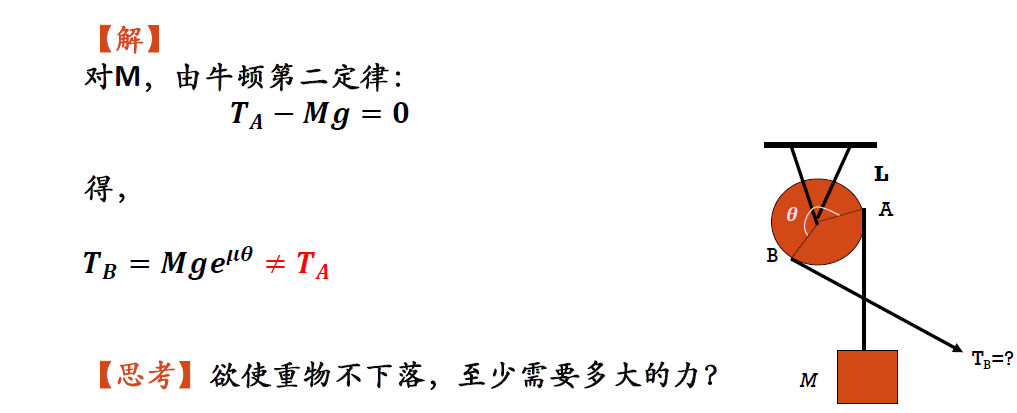 【解】
对M，由牛顿第二定律：
T_A − Mg = 0
得，
T_B = Mge^{μθ} ≠ T_A
【思考】欲使重物不下落，至少需要多大的力？
L
A
θ
B
T_B=?
M